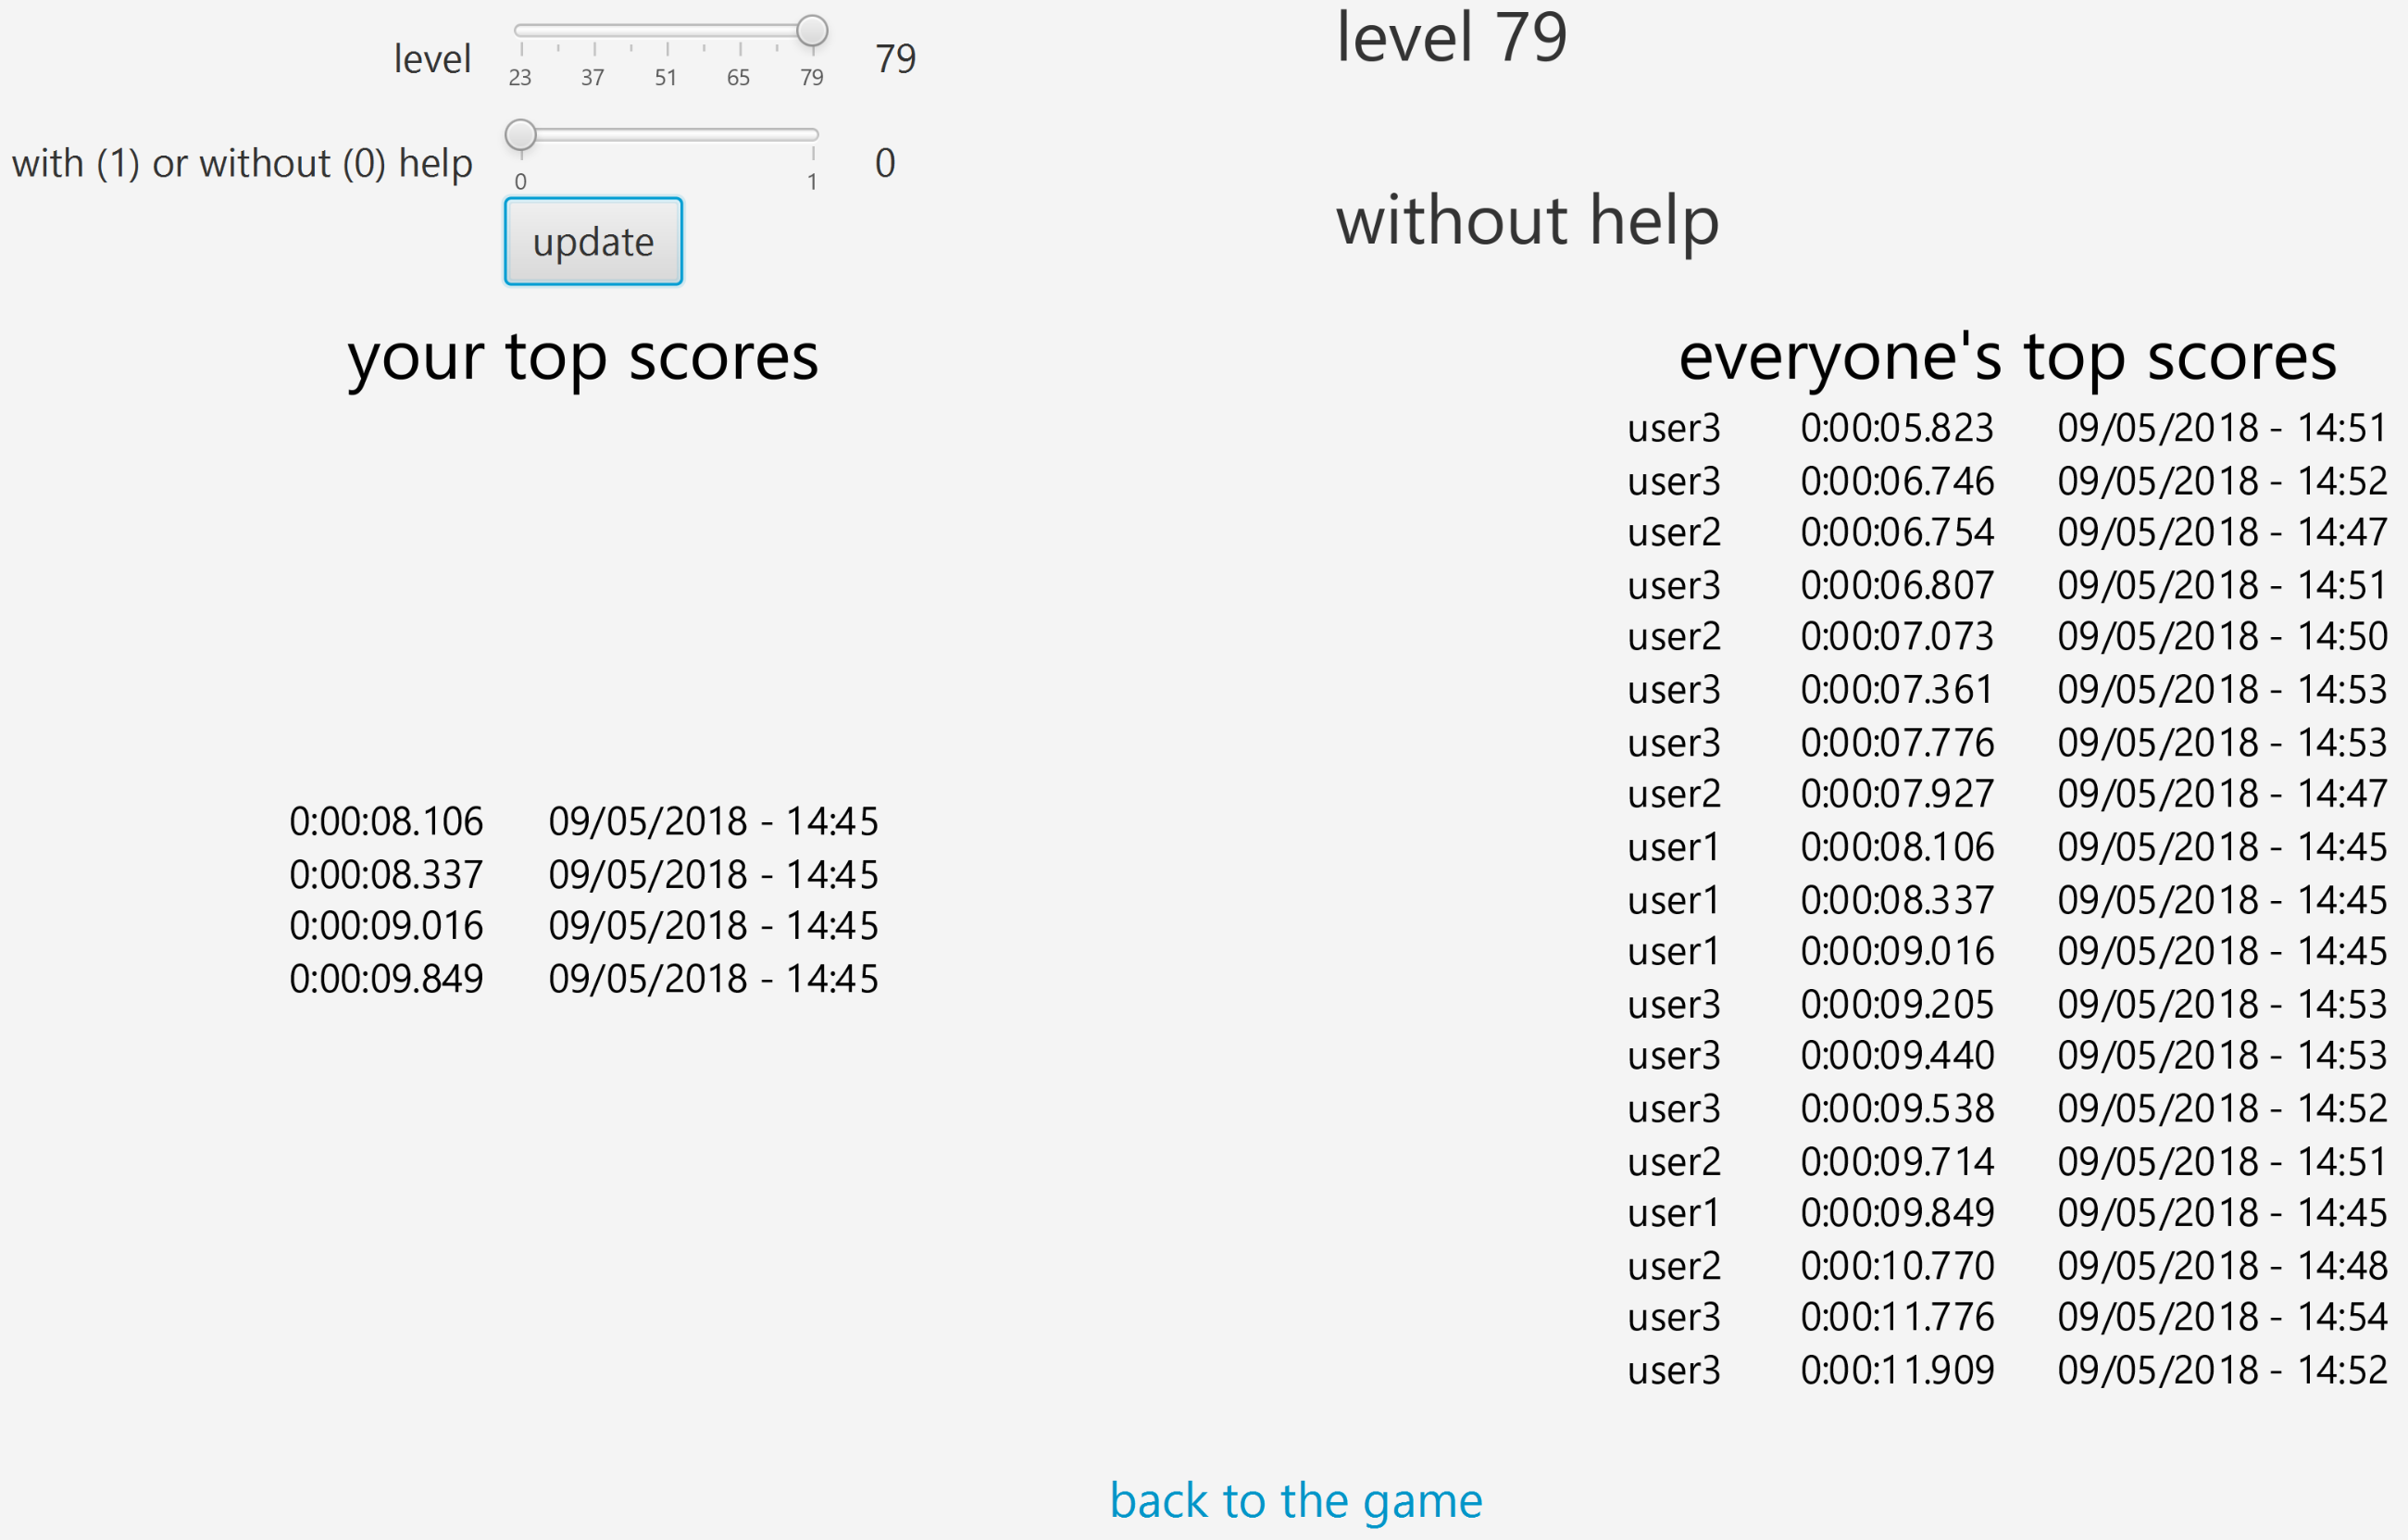 level
23 37 51 65 79
79
with (1) or without (0) help
0 1
0
update
level 79
without help
your top scores
0:00:08.106 09/05/2018 - 14:45
0:00:08.337 09/05/2018 - 14:45
0:00:09.016 09/05/2018 - 14:45
0:00:09.849 09/05/2018 - 14:45
everyone's top scores
user3 0:00:05.823 09/05/2018 - 14:51
user3 0:00:06.746 09/05/2018 - 14:52
user2 0:00:06.754 09/05/2018 - 14:47
user3 0:00:06.807 09/05/2018 - 14:51
user2 0:00:07.073 09/05/2018 - 14:50
user3 0:00:07.361 09/05/2018 - 14:53
user3 0:00:07.776 09/05/2018 - 14:53
user2 0:00:07.927 09/05/2018 - 14:47
user1 0:00:08.106 09/05/2018 - 14:45
user1 0:00:08.337 09/05/2018 - 14:45
user1 0:00:09.016 09/05/2018 - 14:45
user3 0:00:09.205 09/05/2018 - 14:53
user3 0:00:09.440 09/05/2018 - 14:53
user3 0:00:09.538 09/05/2018 - 14:52
user2 0:00:09.714 09/05/2018 - 14:51
user1 0:00:09.849 09/05/2018 - 14:45
user2 0:00:10.770 09/05/2018 - 14:48
user3 0:00:11.776 09/05/2018 - 14:54
user3 0:00:11.909 09/05/2018 - 14:52
back to the game